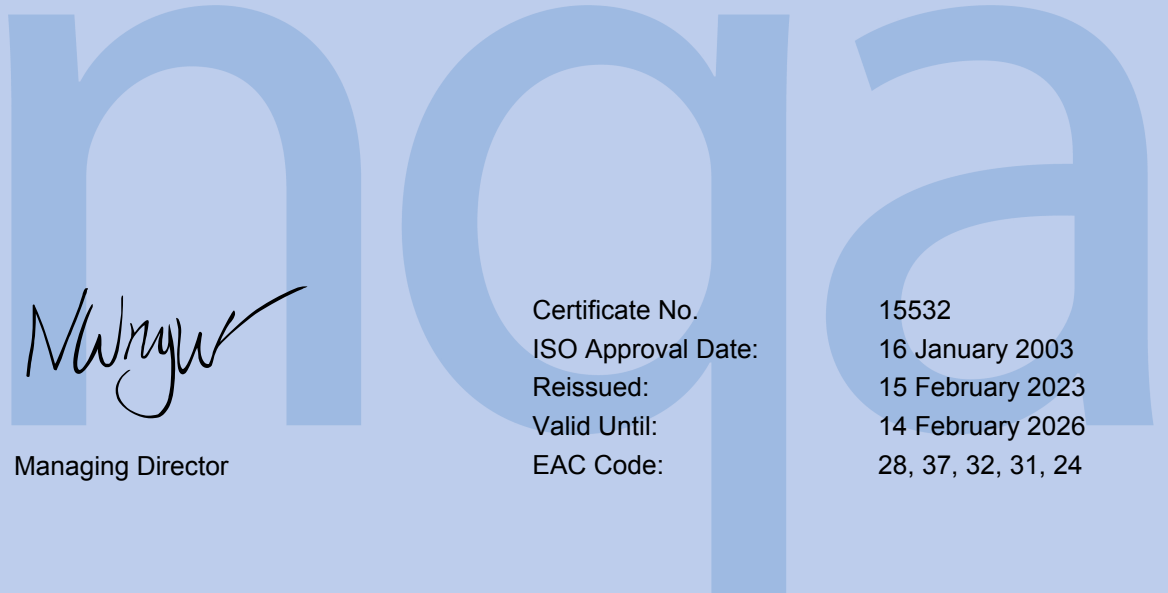 nqa
Certificate No. 15532
ISO Approval Date: 16 January 2003
Reissued: 15 February 2023
Valid Until: 14 February 2026
Managing Director
EAC Code: 28, 37, 32, 31, 24